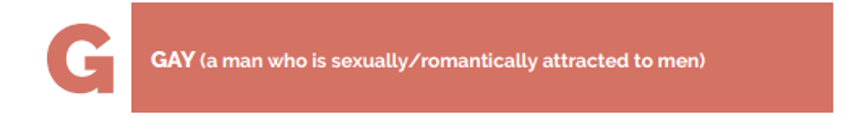 G
GAY (a man who is sexually/romantically attracted to men)